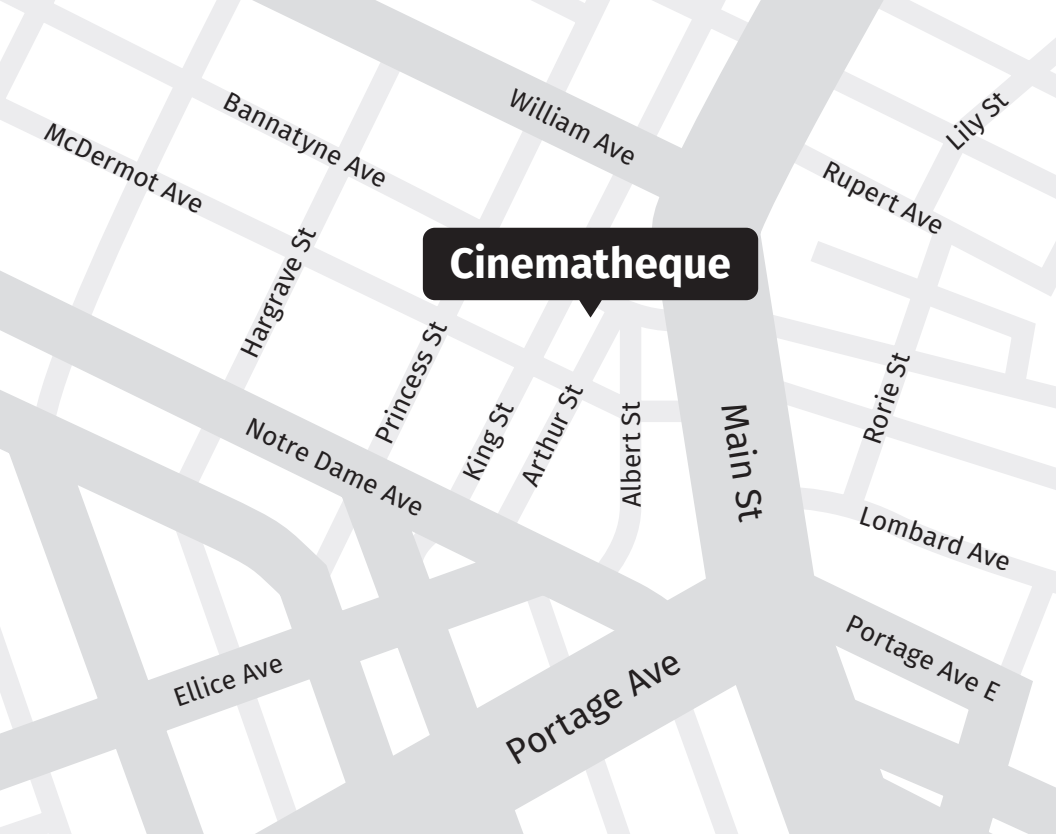 William Ave
Lily St
Bannatyne Ave
McDermot Ave
Rupert Ave
Cinematheque
Hargrave St
Princess St
King St
Arthur St
Albert St
Rorie St
Main St
Notre Dame Ave
Lombard Ave
Portage Ave E
Ellice Ave
Portage Ave